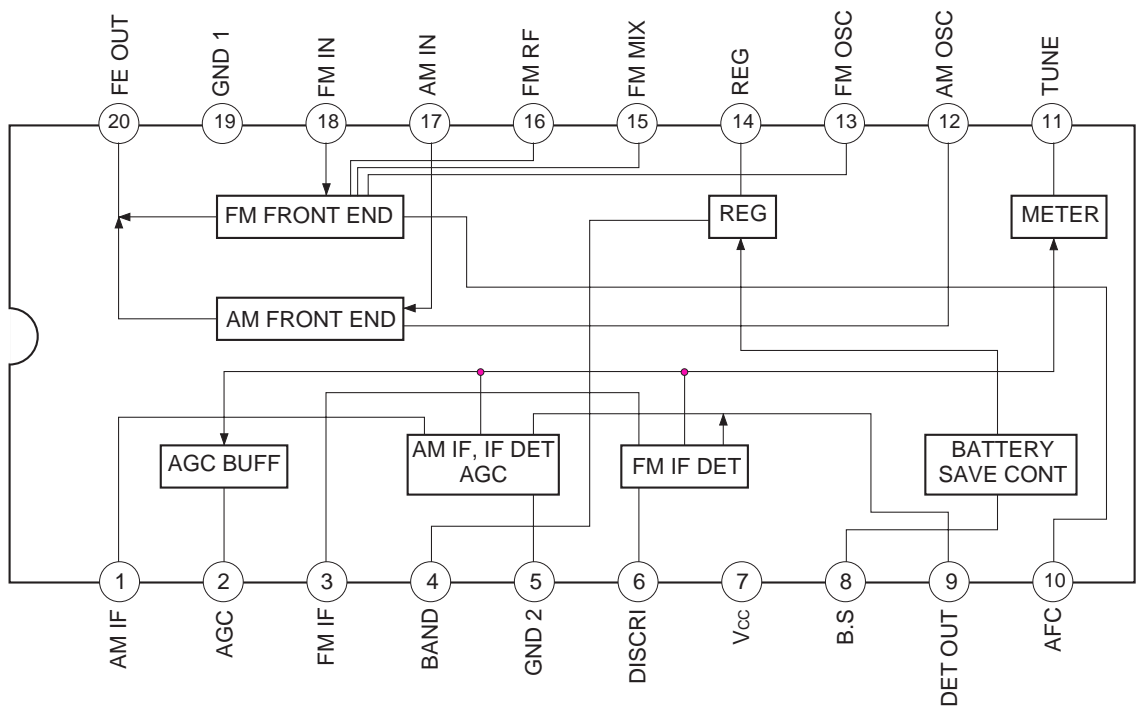 FE OUT
GND 1
FM IN
AM IN
FM RF
FM MIX
REG
FM OSC
AM OSC
TUNE
20
19
18
17
16
15
14
13
12
11
FM FRONT END
REG
METER
AM FRONT END
AGC BUFF
AM IF, IF DET
AGC
FM IF DET
BATTERY
SAVE CONT
1
2
3
4
5
6
7
8
9
10
AM IF
AGC
FM IF
BAND
GND 2
DISCRI
Vcc
B.S
DET OUT
AFC